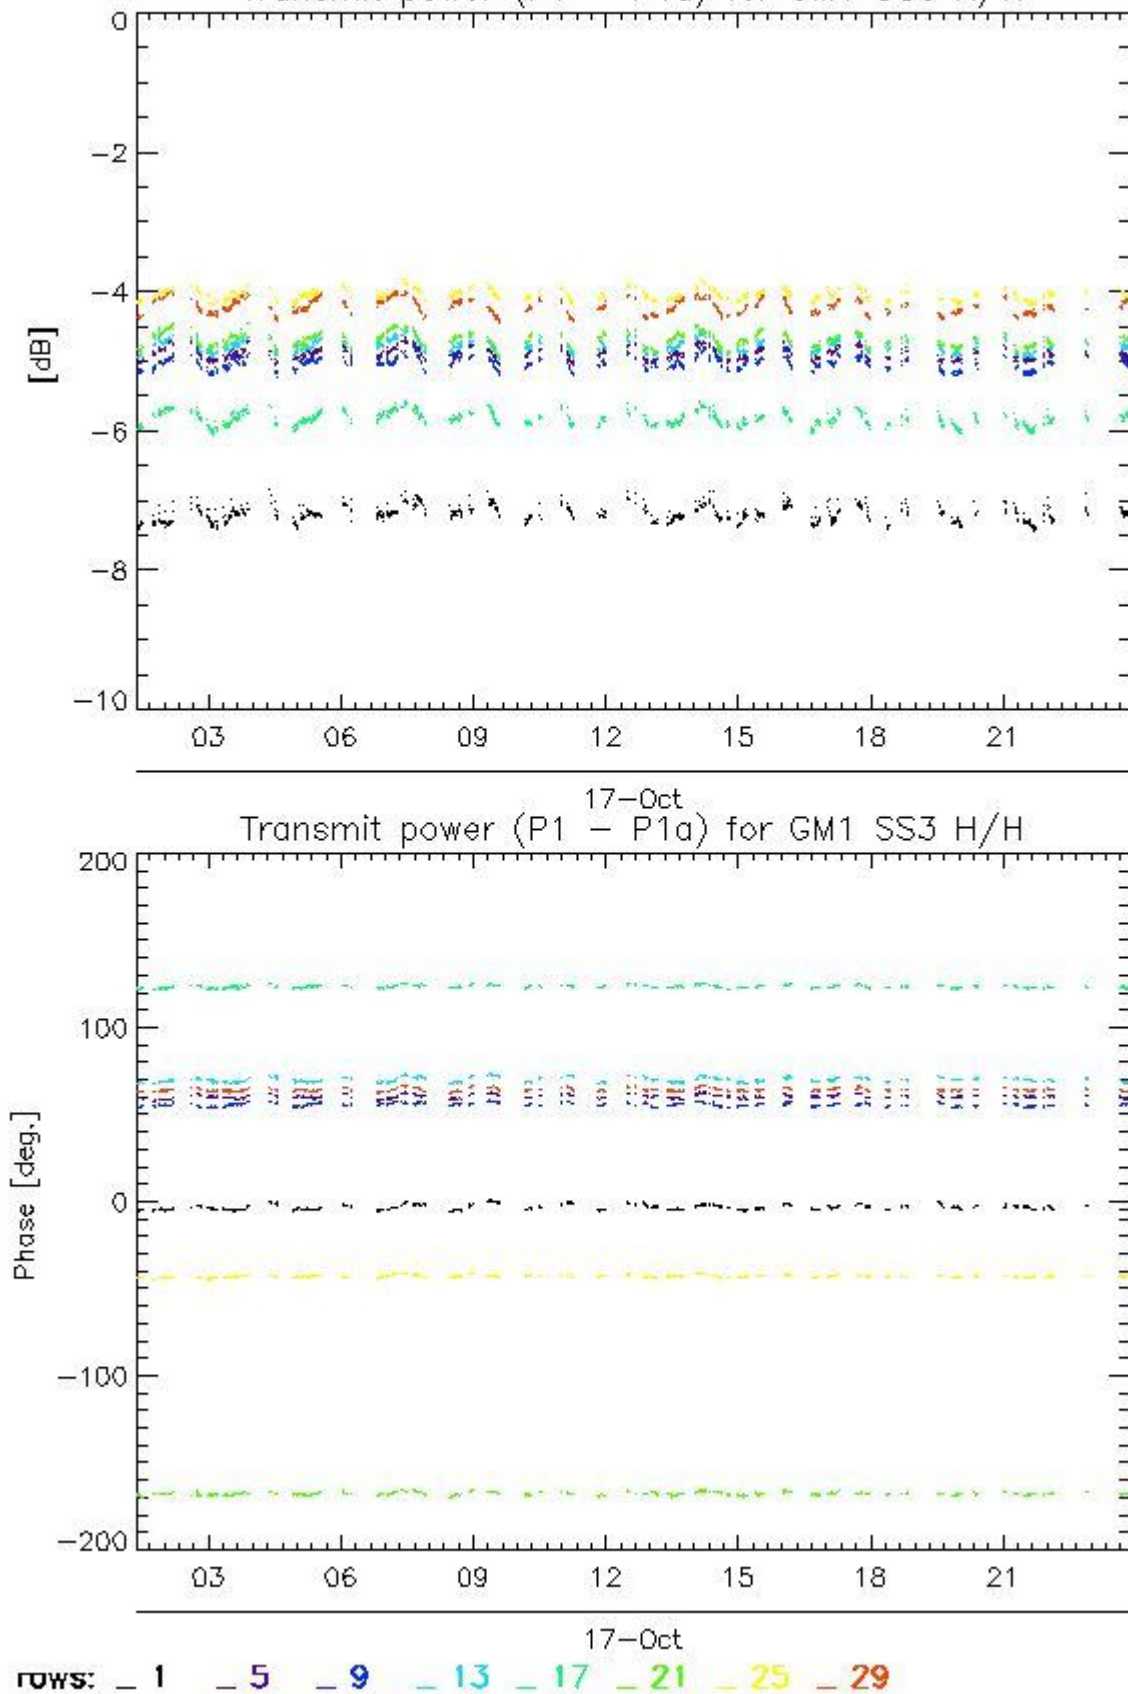 0
−2
−4
−6
−8
−10
[dB]
03 06 09 12 15 18 21
17−Oct
Transmit power (P1 − P1a) for GM1 SS3 H/H
200
100
0
−100
−200
Phase [deg.]
03 06 09 12 15 18 21
17−Oct
rows: _ 1 _ 5 _ 9 _ 13 _ 17 _ 21 _ 25 _ 29